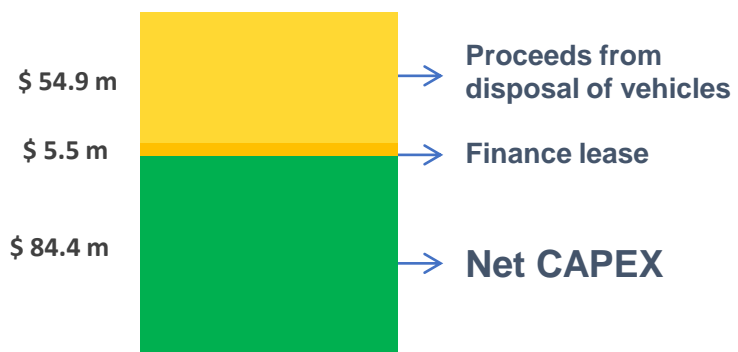 $ 54.9 m
Proceeds from
disposal of vehicles
$ 5.5 m
Finance lease
$ 84.4 m
Net CAPEX